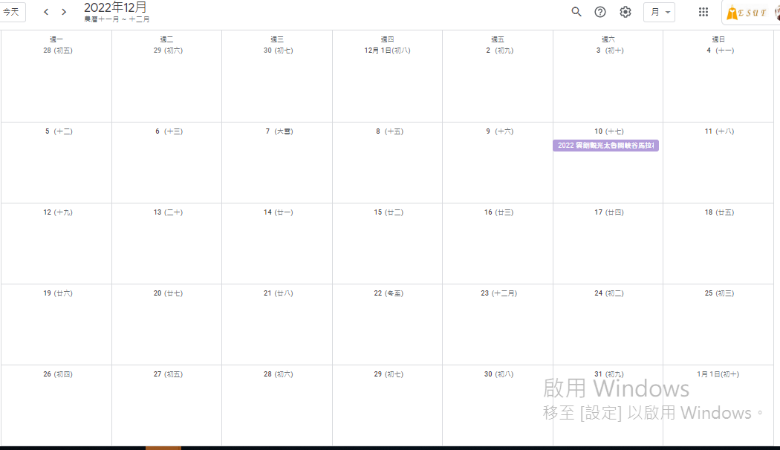 今天
2022年12月
農曆十一月 – 十二月
月
週一 週二 週三 週四 週五 週六 週日
28 (初五) 29 (初六) 30 (初七) 12月 1日(初八) 2 (初九) 3 (初十) 4 (十一)
5 (十二) 6 (十三) 7 (大雪) 8 (十五) 9 (十六) 10 (十七) 11 (十八)
2022
12 (十九) 13 (二十) 14 (廿一) 15 (廿二) 16 (廿三) 17 (廿四) 18 (廿五)
19 (廿六) 20 (廿七) 21 (廿八) 22 (冬至) 23 (十二月) 24 (初二) 25 (初三)
26 (初四) 27 (初五) 28 (初六) 29 (初七) 30 (初八) 31 (初九) 1月 1日(初十)
啟用 Windows
移至 [設定] 以啟用 Windows。